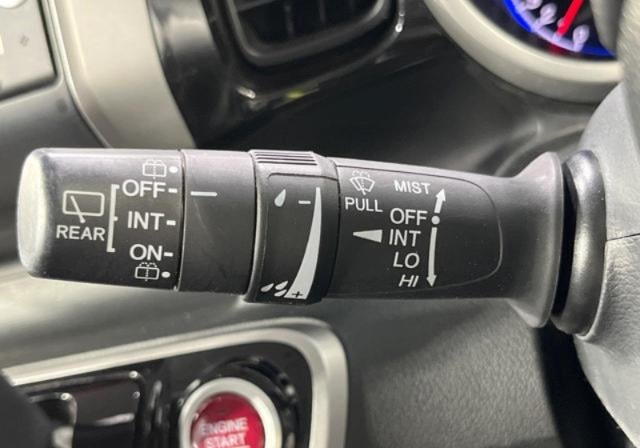 OFF
INT
REAR
ON
-
+
PULL
MIST
OFF
INT
LO
HI
ENGINE
START